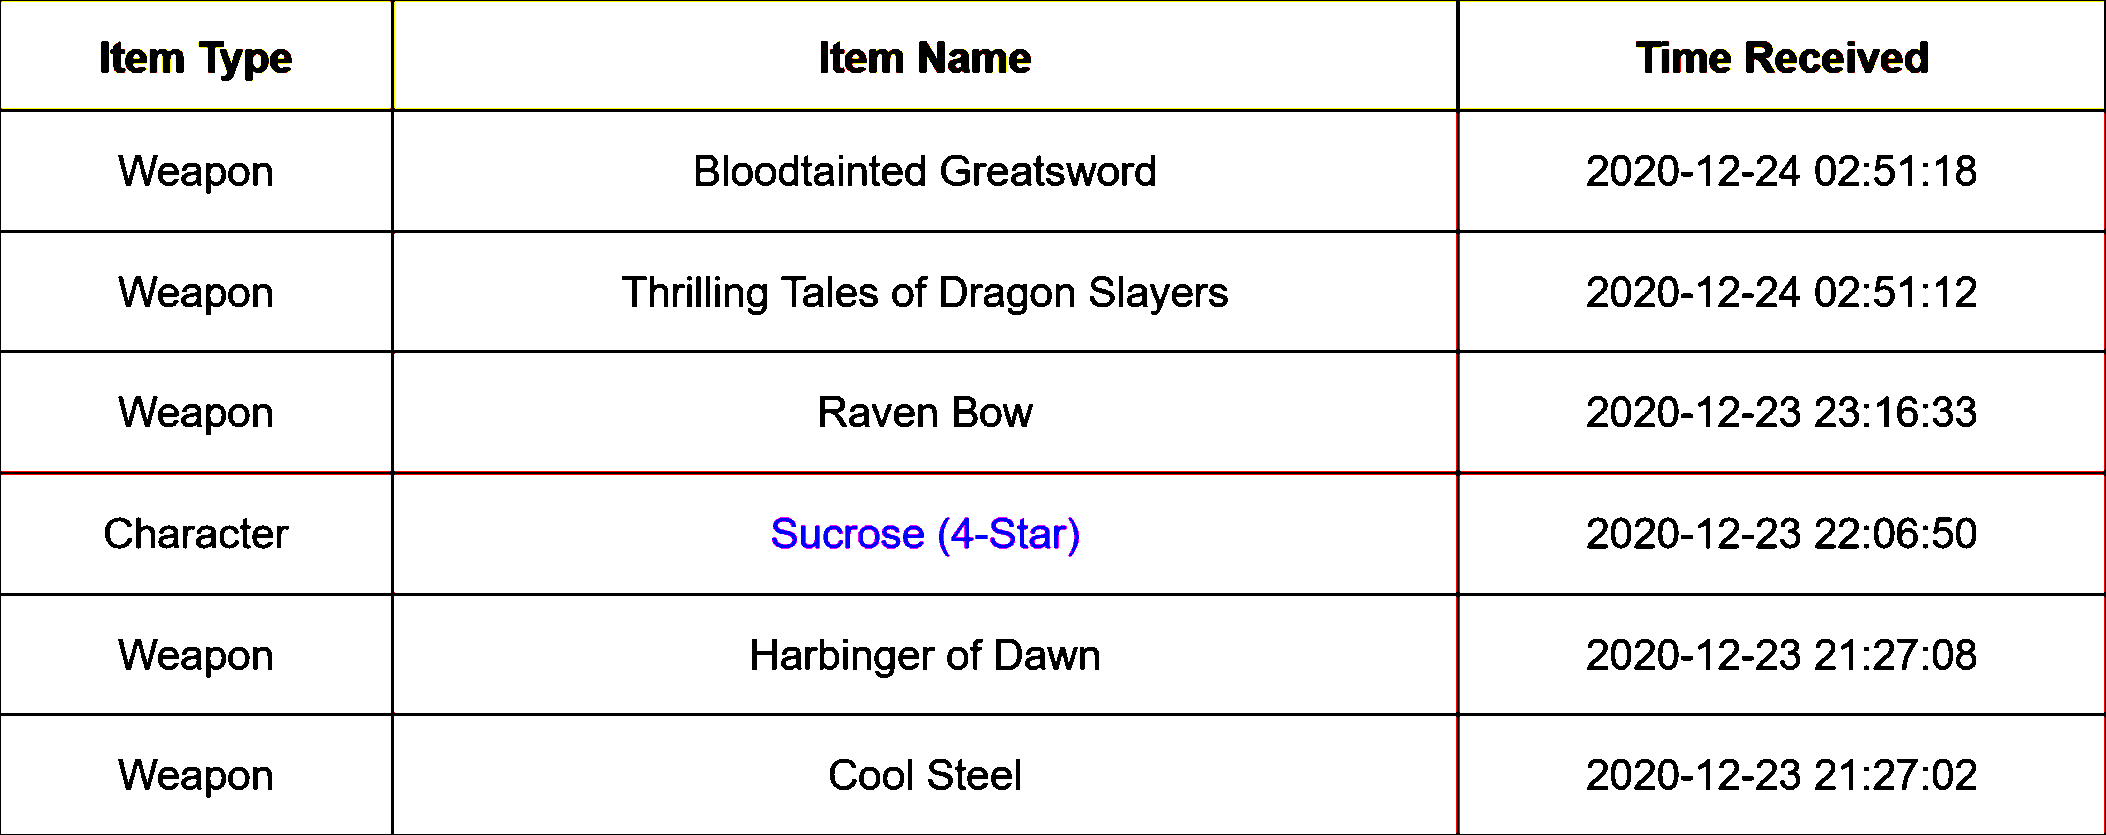 Item Type Item Name Time Received
Weapon Bloodtainted Greatsword 2020-12-24 02:51:18
Weapon Thrilling Tales of Dragon Slayers 2020-12-24 02:51:12
Weapon Raven Bow 2020-12-23 23:16:33
Character Sucrose (4-Star) 2020-12-23 22:06:50
Weapon Harbinger of Dawn 2020-12-23 21:27:08
Weapon Cool Steel 2020-12-23 21:27:02